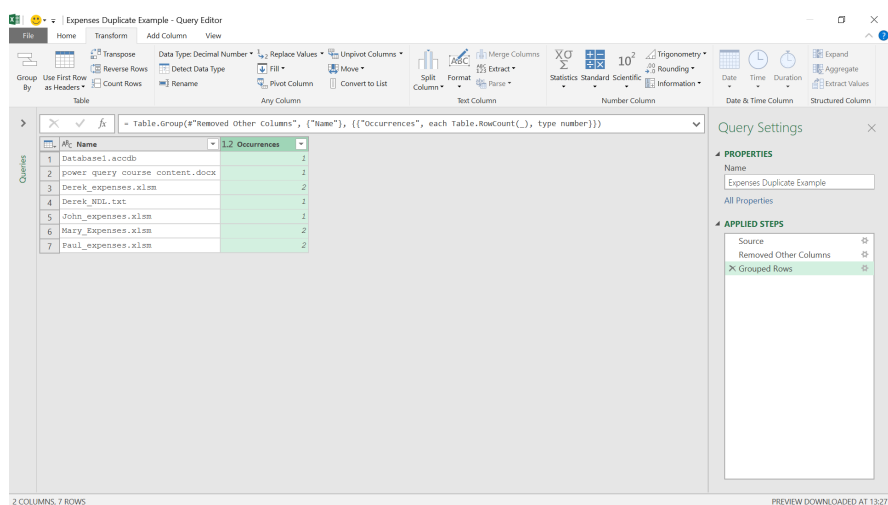 Expenses Duplicate Example - Query Editor
File Home Transform Add Column View
Group By
Use First Row as Headers
Transpose
Reverse Rows
Count Rows
Table
Data Type: Decimal Number
Detect Data Type
Rename
Replace Values
Fill
Pivot Column
Unpivot Columns
Move
Convert to List
Any Column
Split Column
Format
ABC
Merge Columns
Extract
Parse
Text Column
Statistics
Standard
10²
Scientific
Trigonometry
Rounding
Information
Number Column
Date
Time
Duration
Date & Time Column
Expand
Aggregate
Extract Values
Structured Column
fx = Table.Group(#"Removed Other Columns", {"Name"}, {{"Occurrences", each Table.RowCount(_), type number}})
Queries
ABC Name 1.2 Occurrences
1 Database1.accdb 1
2 power query course content.docx 1
3 Derek_expenses.xlsm 2
4 Derek_NDL.txt 1
5 John_expenses.xlsm 1
6 Mary_Expenses.xlsm 2
7 Paul_expenses.xlsm 2
Query Settings
PROPERTIES
Name
Expenses Duplicate Example
All Properties
APPLIED STEPS
Source
Removed Other Columns
Grouped Rows
2 COLUMNS, 7 ROWS
PREVIEW DOWNLOADED AT 13:27